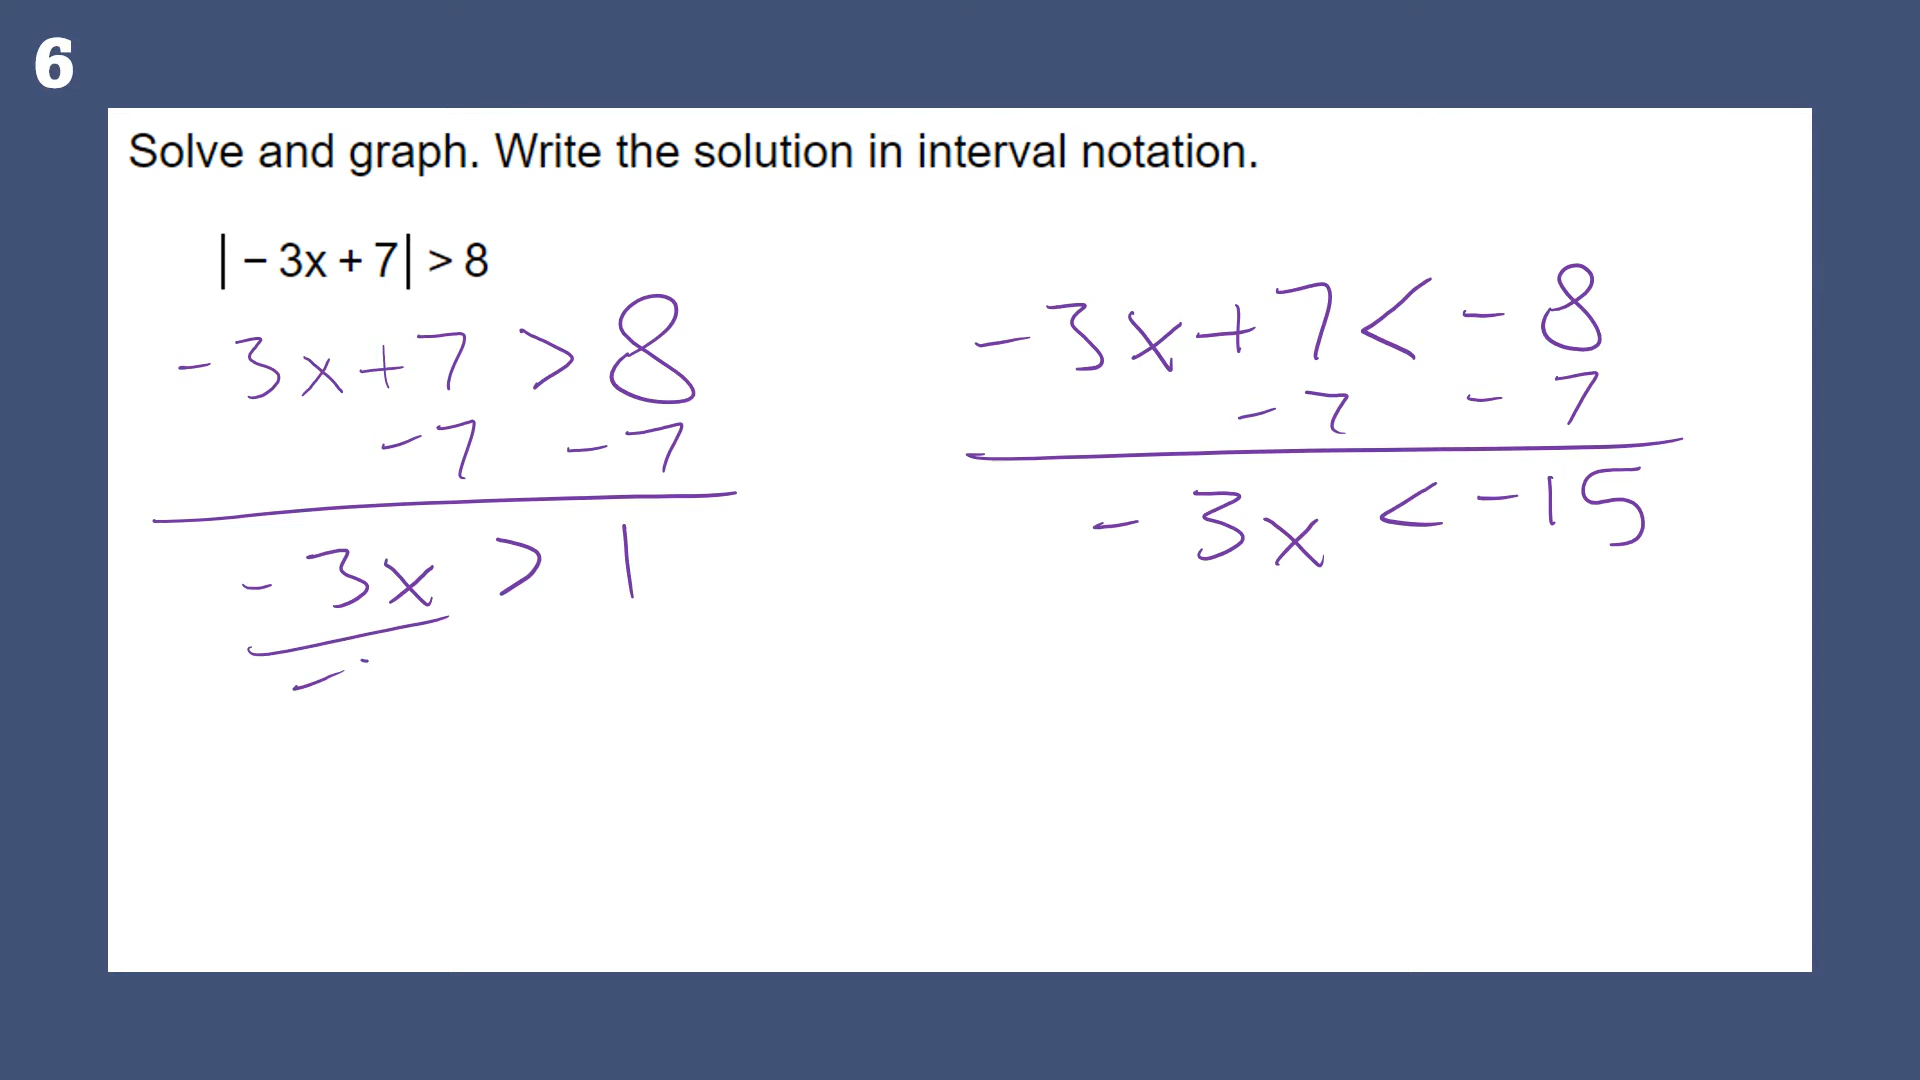 6
Solve and graph. Write the solution in interval notation.
|-3x+7| > 8
-3x+7 > 8
-7 -7
-3x > 1
-
-3x+7 < -8
-7 -7
-3x < -15